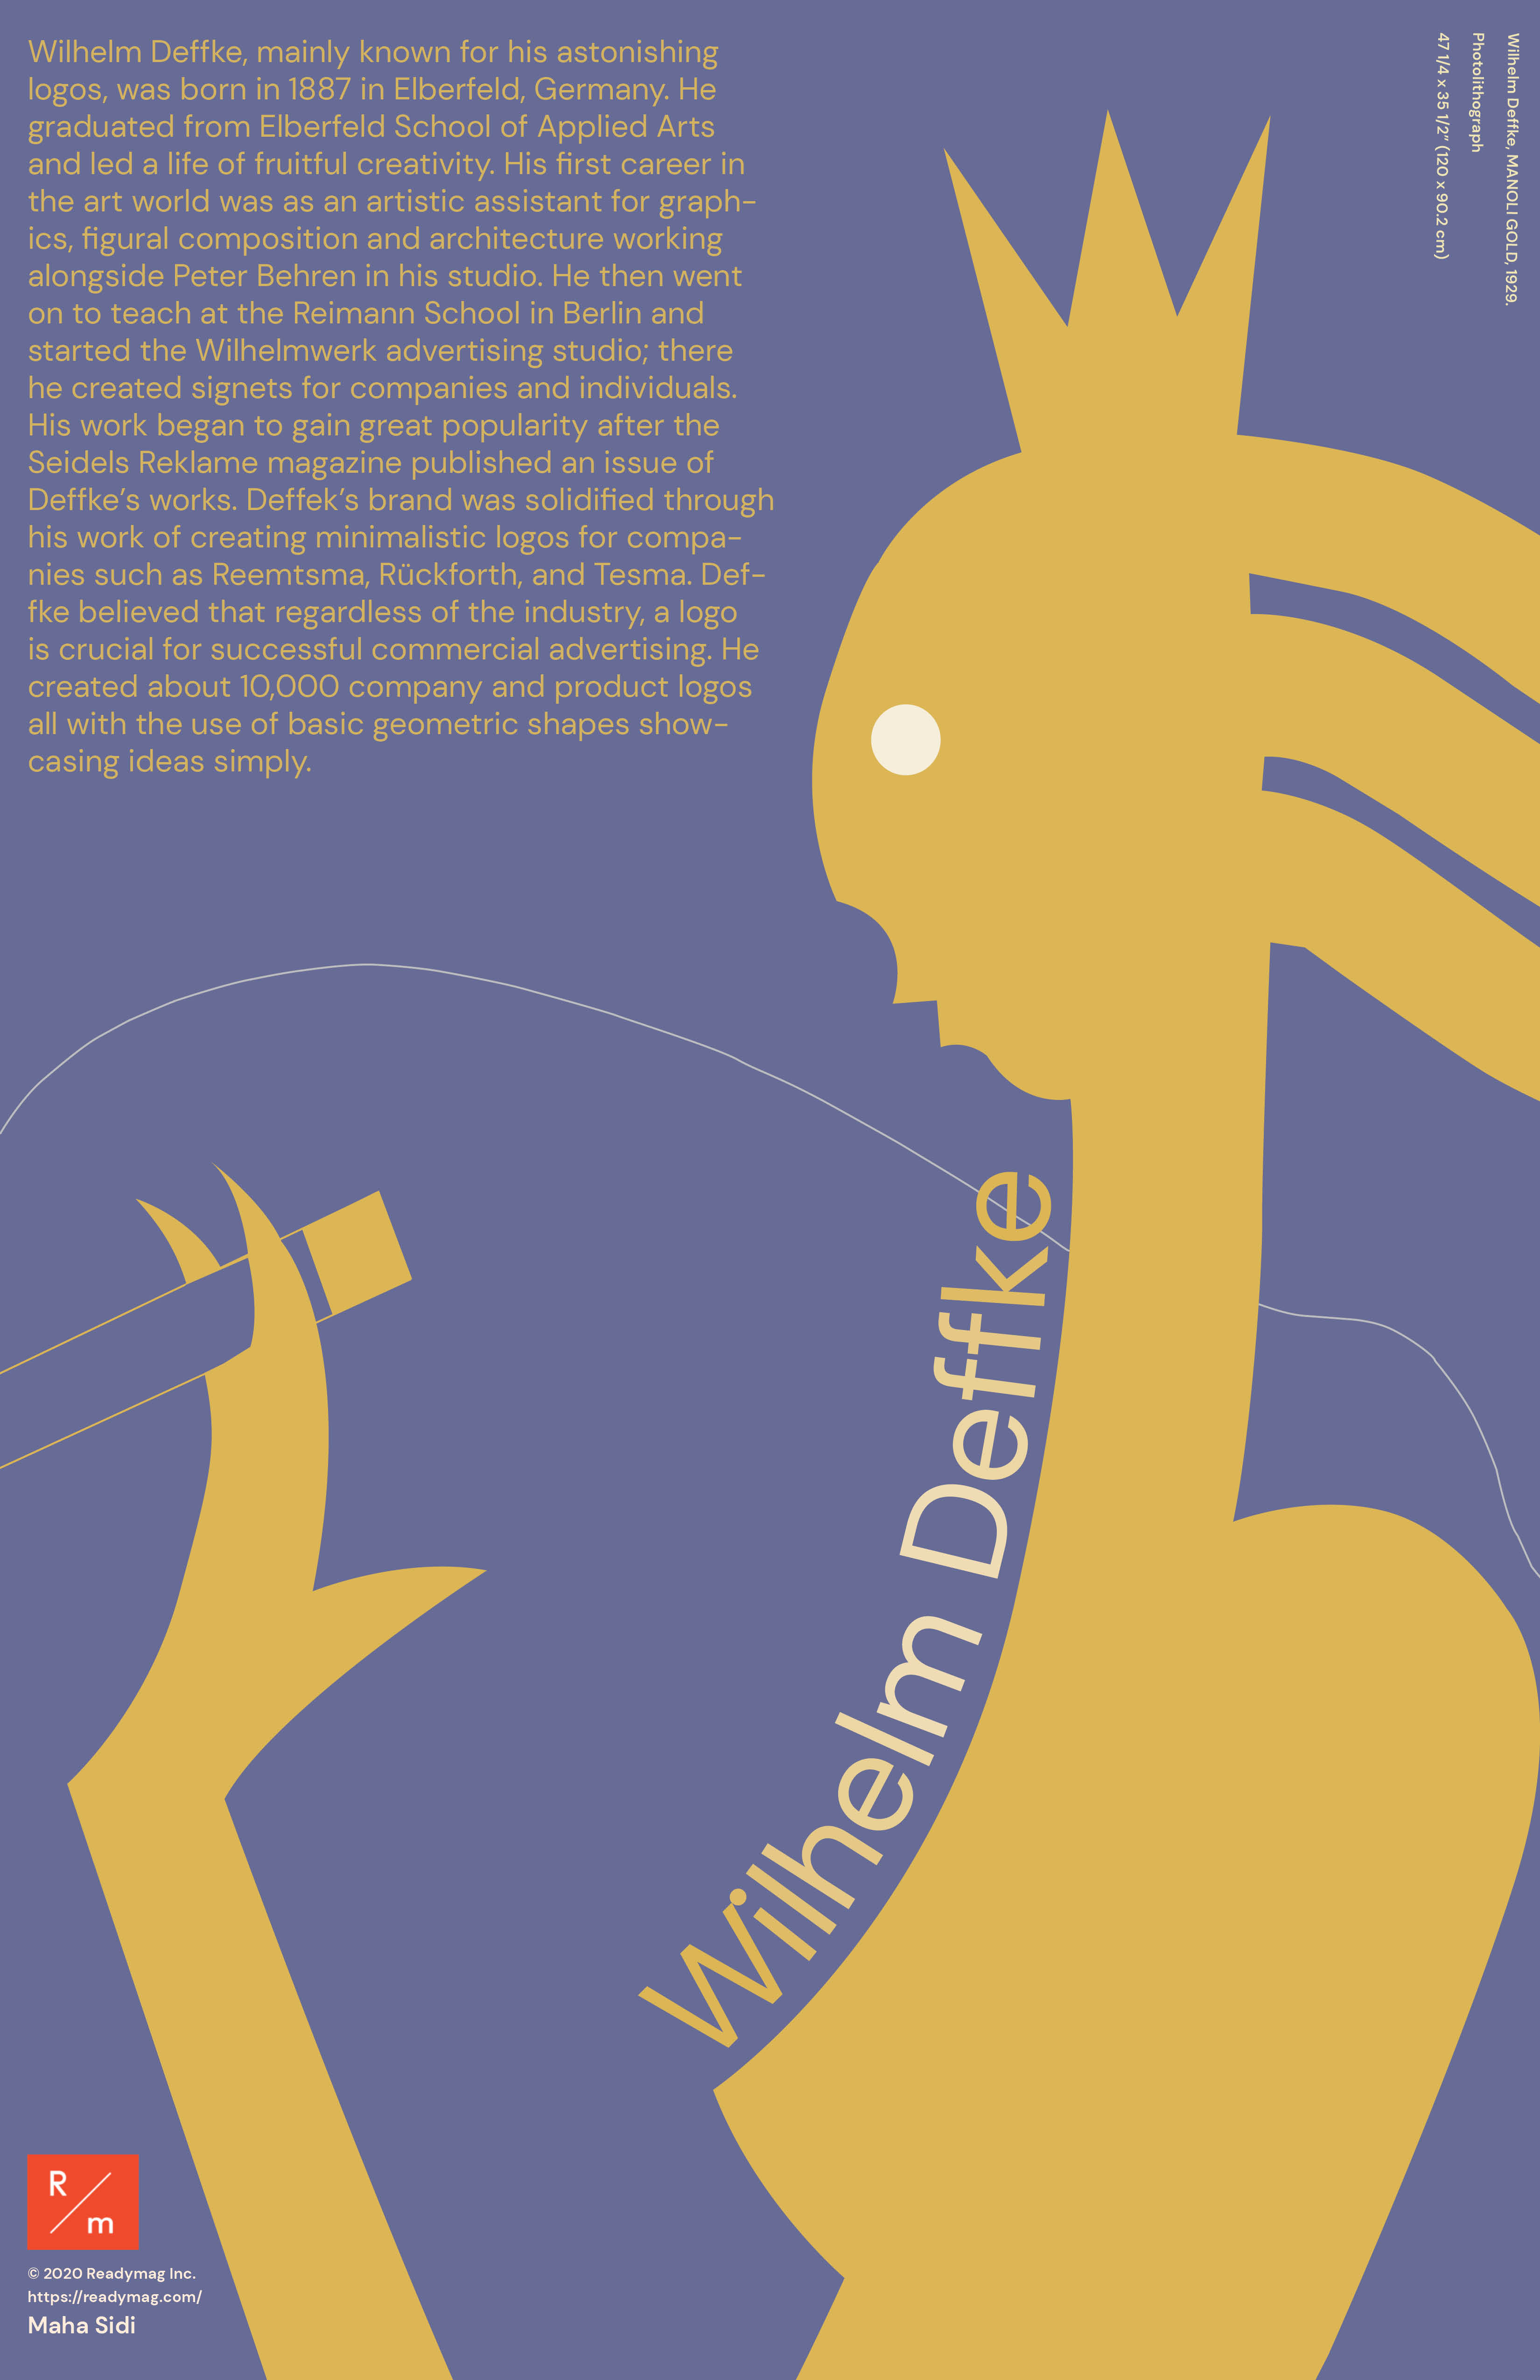 Wilhelm Deffke, mainly known for his astonishing
logos, was born in 1887 in Elberfeld, Germany. He
graduated from Elberfeld School of Applied Arts
and led a life of fruitful creativity. His first career in
the art world was as an artistic assistant for graph-
ics, figural composition and architecture working
alongside Peter Behren in his studio. He then went
on to teach at the Reimann School in Berlin and
started the Wilhelmwerk advertising studio; there
he created signets for companies and individuals.
His work began to gain great popularity after the
Seidels Reklame magazine published an issue of
Deffke’s works. Deffek’s brand was solidified through
his work of creating minimalistic logos for compa-
nies such as Reemtsma, Rückforth, and Tesma. Def-
fke believed that regardless of the industry, a logo
is crucial for successful commercial advertising. He
created about 10,000 company and product logos
all with the use of basic geometric shapes show-
casing ideas simply.
Wilhelm Deffke, MANOLI GOLD, 1929.
Photolithograph
47 1/4 x 35 1/2” (120 x 90.2 cm)
Wilhelm Deffke
R
m
© 2020 Readymag Inc.
https://readymag.com/
Maha Sidi